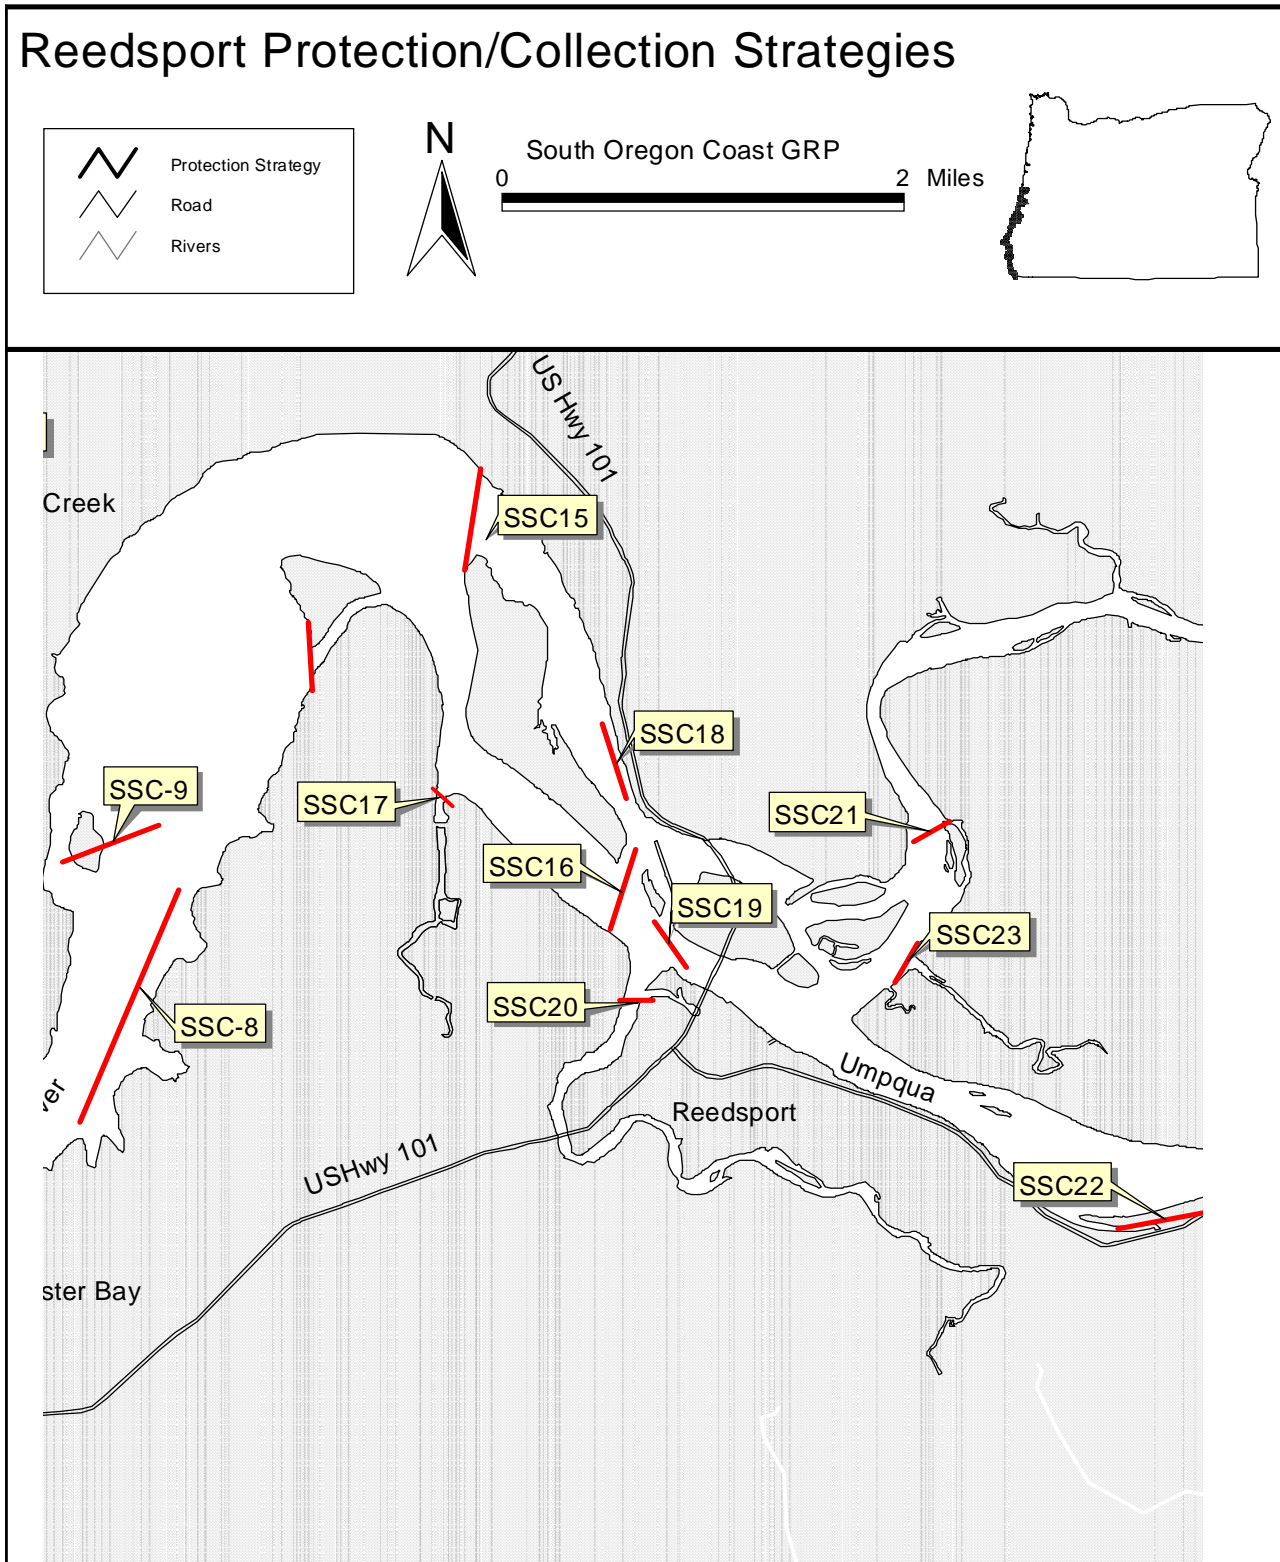 Reedsport Protection/Collection Strategies
Protection Strategy
Road
Rivers
N
South Oregon Coast GRP
0 2 Miles
US Hwy 101
Creek
SSC15
SSC18
SSC-9
SSC17
SSC21
SSC16
SSC19
SSC23
SSC20
SSC-8
Umpqua
ver
Reedsport
USHwy 101
SSC22
ster Bay